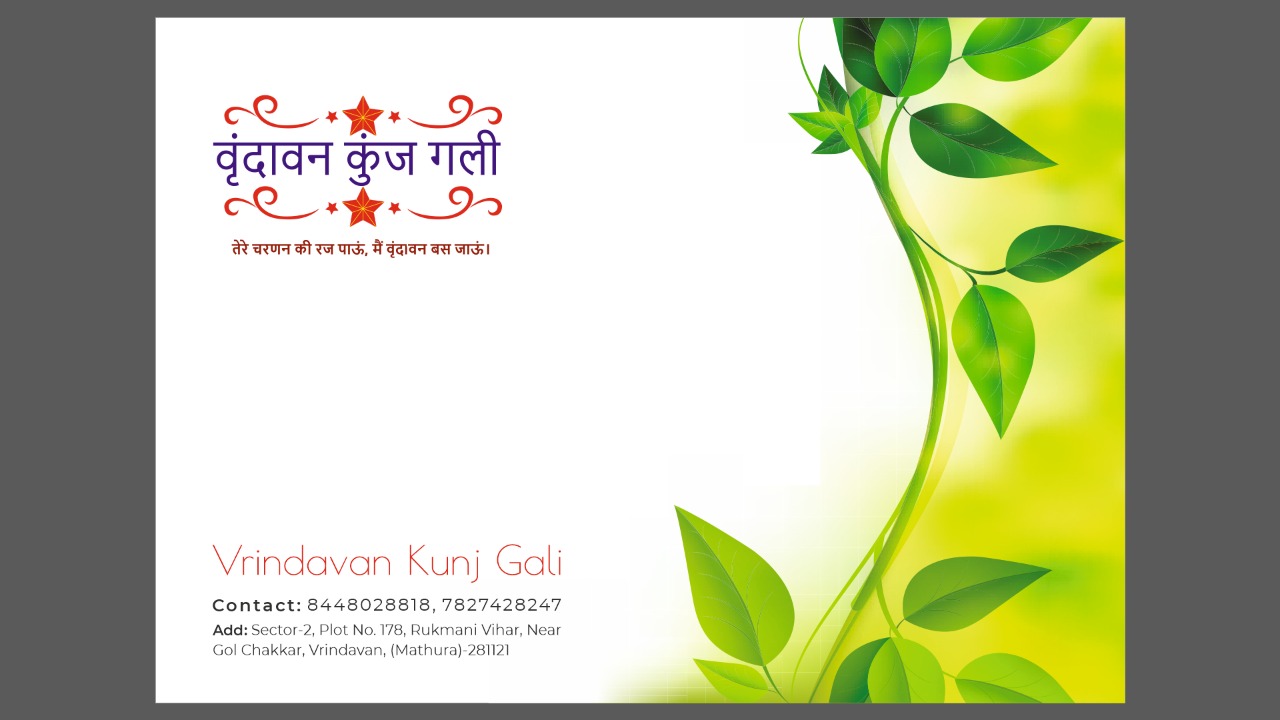 वृंदावन कुंज गली
तेरे चरणन की रज पाऊं, मैं वृंदावन बस जाऊं।
Vrindavan Kunj Gali
Contact: 8448028818, 7827428247
Add: Sector-2, Plot No. 178, Rukmani Vihar, Near
Gol Chakkar, Vrindavan, (Mathura)-281121